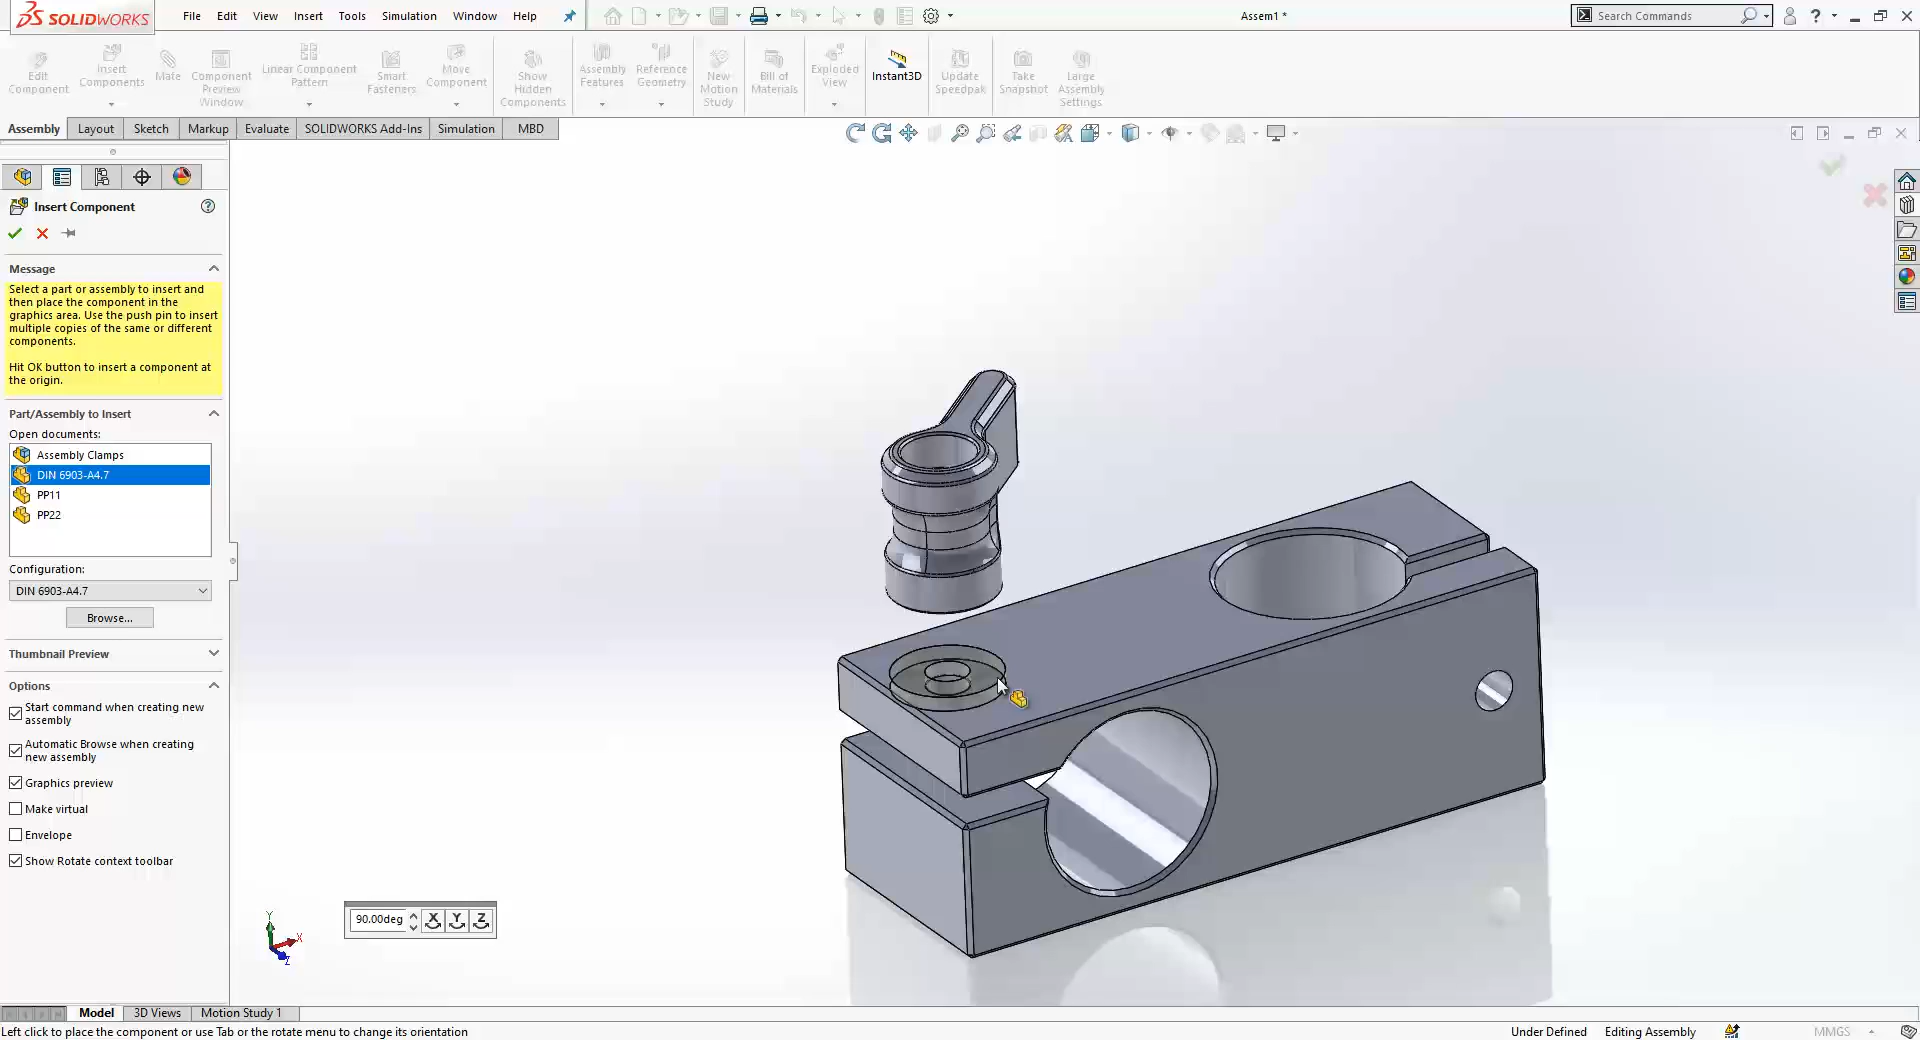 SOLIDWORKS
File Edit View Insert Tools Simulation Window Help
Assem1 *
Search Commands
?
Edit Component
Insert Components
Mate
Component Preview Window
Linear Component Pattern
Smart Fasteners
Move Component
Show Hidden Components
Assembly Features
Reference Geometry
New Motion Study
Bill of Materials
Exploded View
Instant3D
Update Speedpak
Take Snapshot
Large Assembly Settings
Assembly Layout Sketch Markup Evaluate SOLIDWORKS Add-Ins Simulation MBD
Insert Component
?
Message
Select a part or assembly to insert and
then place the component in the
graphics area. Use the push pin to insert
multiple copies of the same or different
components.
Hit OK button to insert a component at
the origin.
Part/Assembly to Insert
Open documents:
Assembly Clamps
DIN 6903-A4.7
PP11
PP22
Configuration:
DIN 6903-A4.7
Browse...
Thumbnail Preview
Options
Start command when creating new
assembly
Automatic Browse when creating
new assembly
Graphics preview
Make virtual
Envelope
Show Rotate context toolbar
90.00deg X Y Z
Y
X
Z
Model 3D Views Motion Study 1
Left click to place the component or use Tab or the rotate menu to change its orientation
Under Defined Editing Assembly MMGS